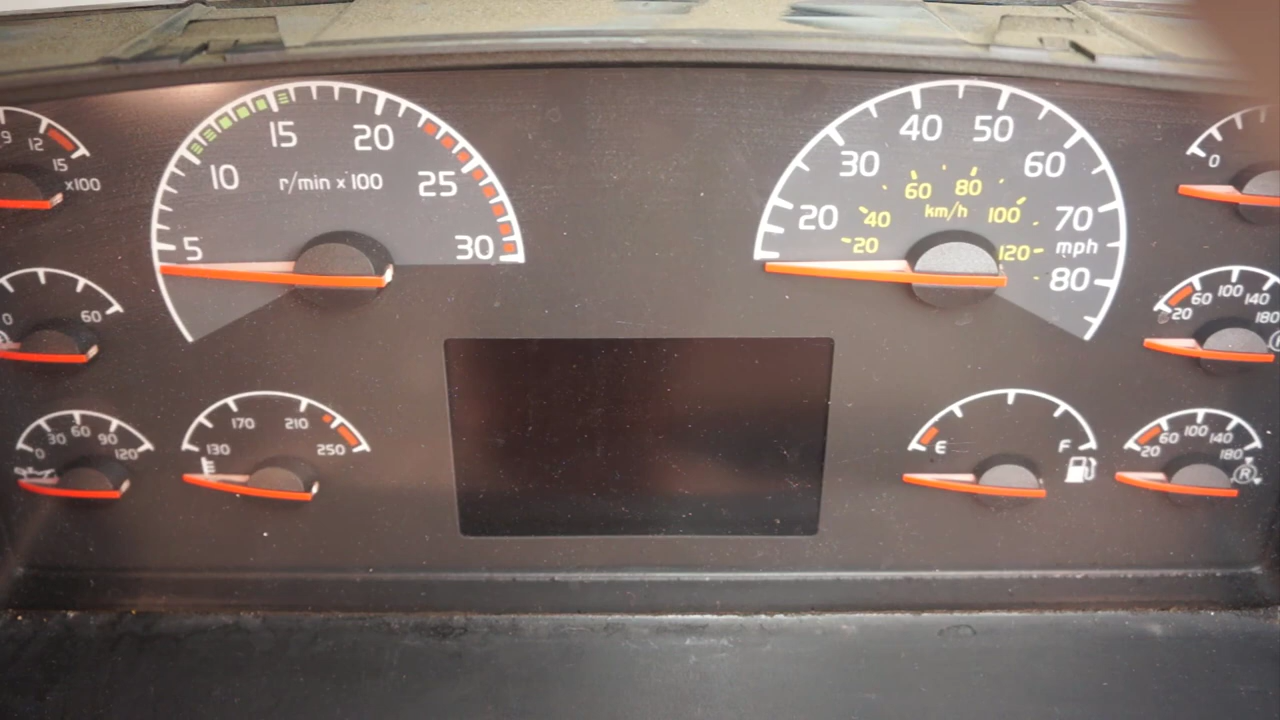 9 12 15
x100
5 10 15 20 25 30
r/min x 100
20 30 40 50 60 70 80
mph
20 40 60 80 100 120
km/h
0
0 60
20 60 100 140 180
0 30 60 90 120
130 170 210 250
E F
20 60 100 140 180
R